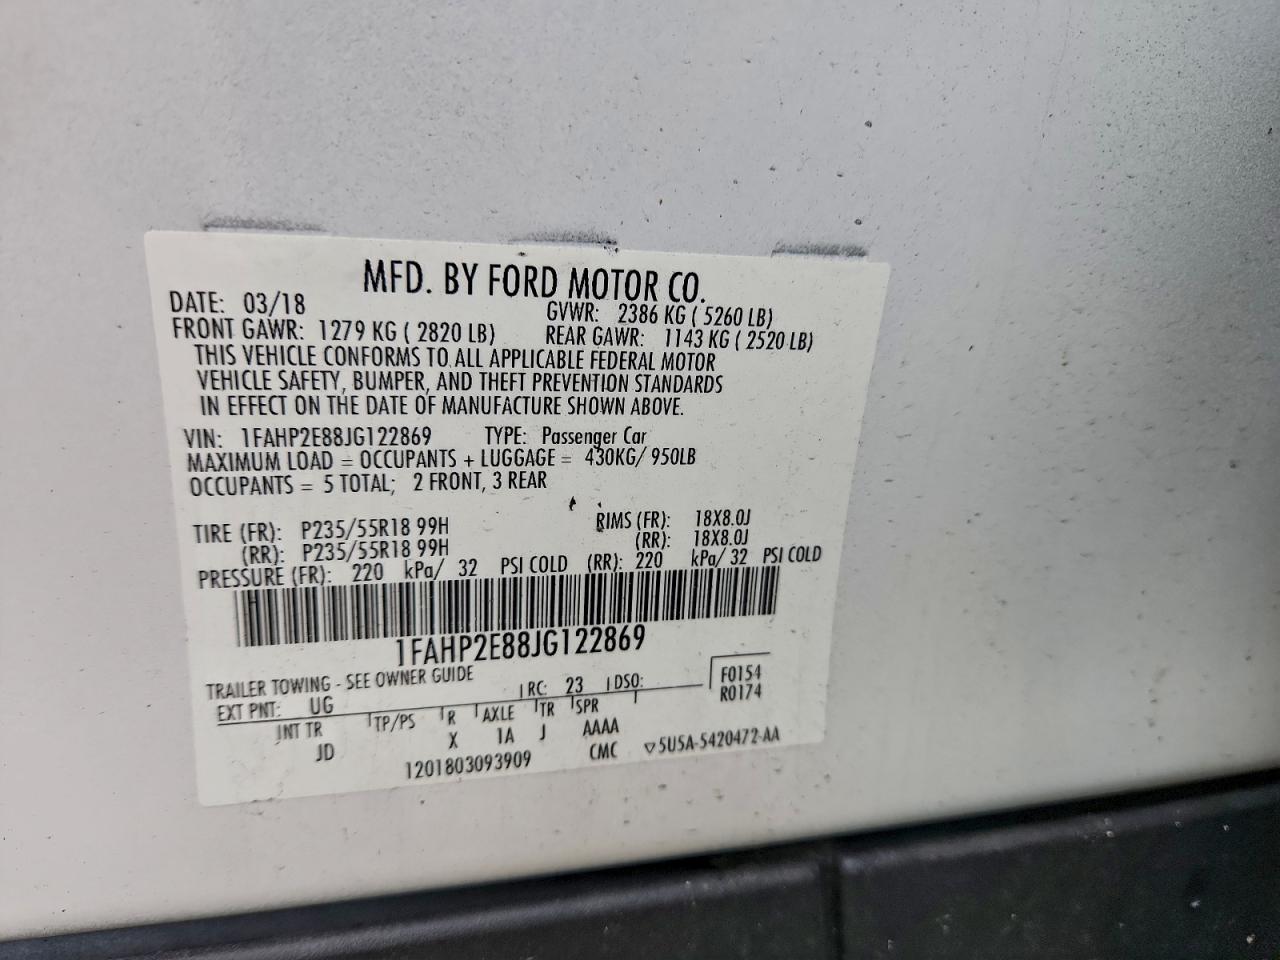 MFD. BY FORD MOTOR CO.
DATE: 03/18 GVWR: 2386 KG ( 5260 LB)
FRONT GAWR: 1279 KG ( 2820 LB) REAR GAWR: 1143 KG ( 2520 LB)
THIS VEHICLE CONFORMS TO ALL APPLICABLE FEDERAL MOTOR
VEHICLE SAFETY, BUMPER, AND THEFT PREVENTION STANDARDS
IN EFFECT ON THE DATE OF MANUFACTURE SHOWN ABOVE.
VIN: 1FAHP2E88JG122869 TYPE: Passenger Car
MAXIMUM LOAD = OCCUPANTS + LUGGAGE = 430KG/ 950LB
OCCUPANTS = 5 TOTAL; 2 FRONT, 3 REAR
TIRE (FR): P235/55R18 99H RIMS (FR): 18X8.0J
(RR): P235/55R18 99H (RR): 18X8.0J
PRESSURE (FR): 220 kPa/ 32 PSI COLD (RR): 220 kPa/ 32 PSI COLD
1FAHP2E88JG122869
TRAILER TOWING - SEE OWNER GUIDE
EXT PNT: UG RC: 23 DSO: F0154
R0174
INT TR TP/PS R AXLE TR SPR
JD X 1A J AAAA
1201803093909 CMC ▽5U5A-5420472-AA